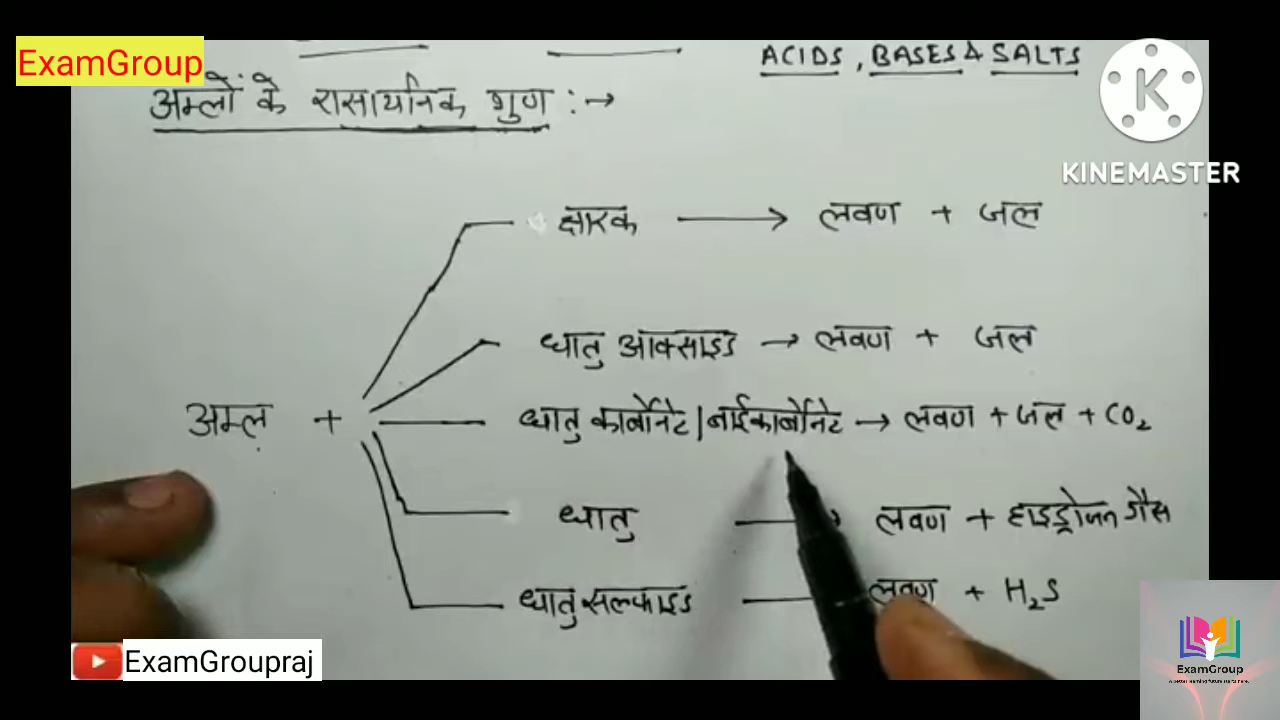 ExamGroup
ACIDS, BASES & SALTS
अम्लों के रासायनिक गुण :→
KINEMASTER
क्षारक → लवण + जल
धातु आक्साइड → लवण + जल
अम्ल + धातु कार्बोनेट | बाईकार्बोनेट → लवण + जल + CO₂
धातु → लवण + हाइड्रोजन गैस
धातु सल्फाइड लवण + H₂S
ExamGroupraj
ExamGroup